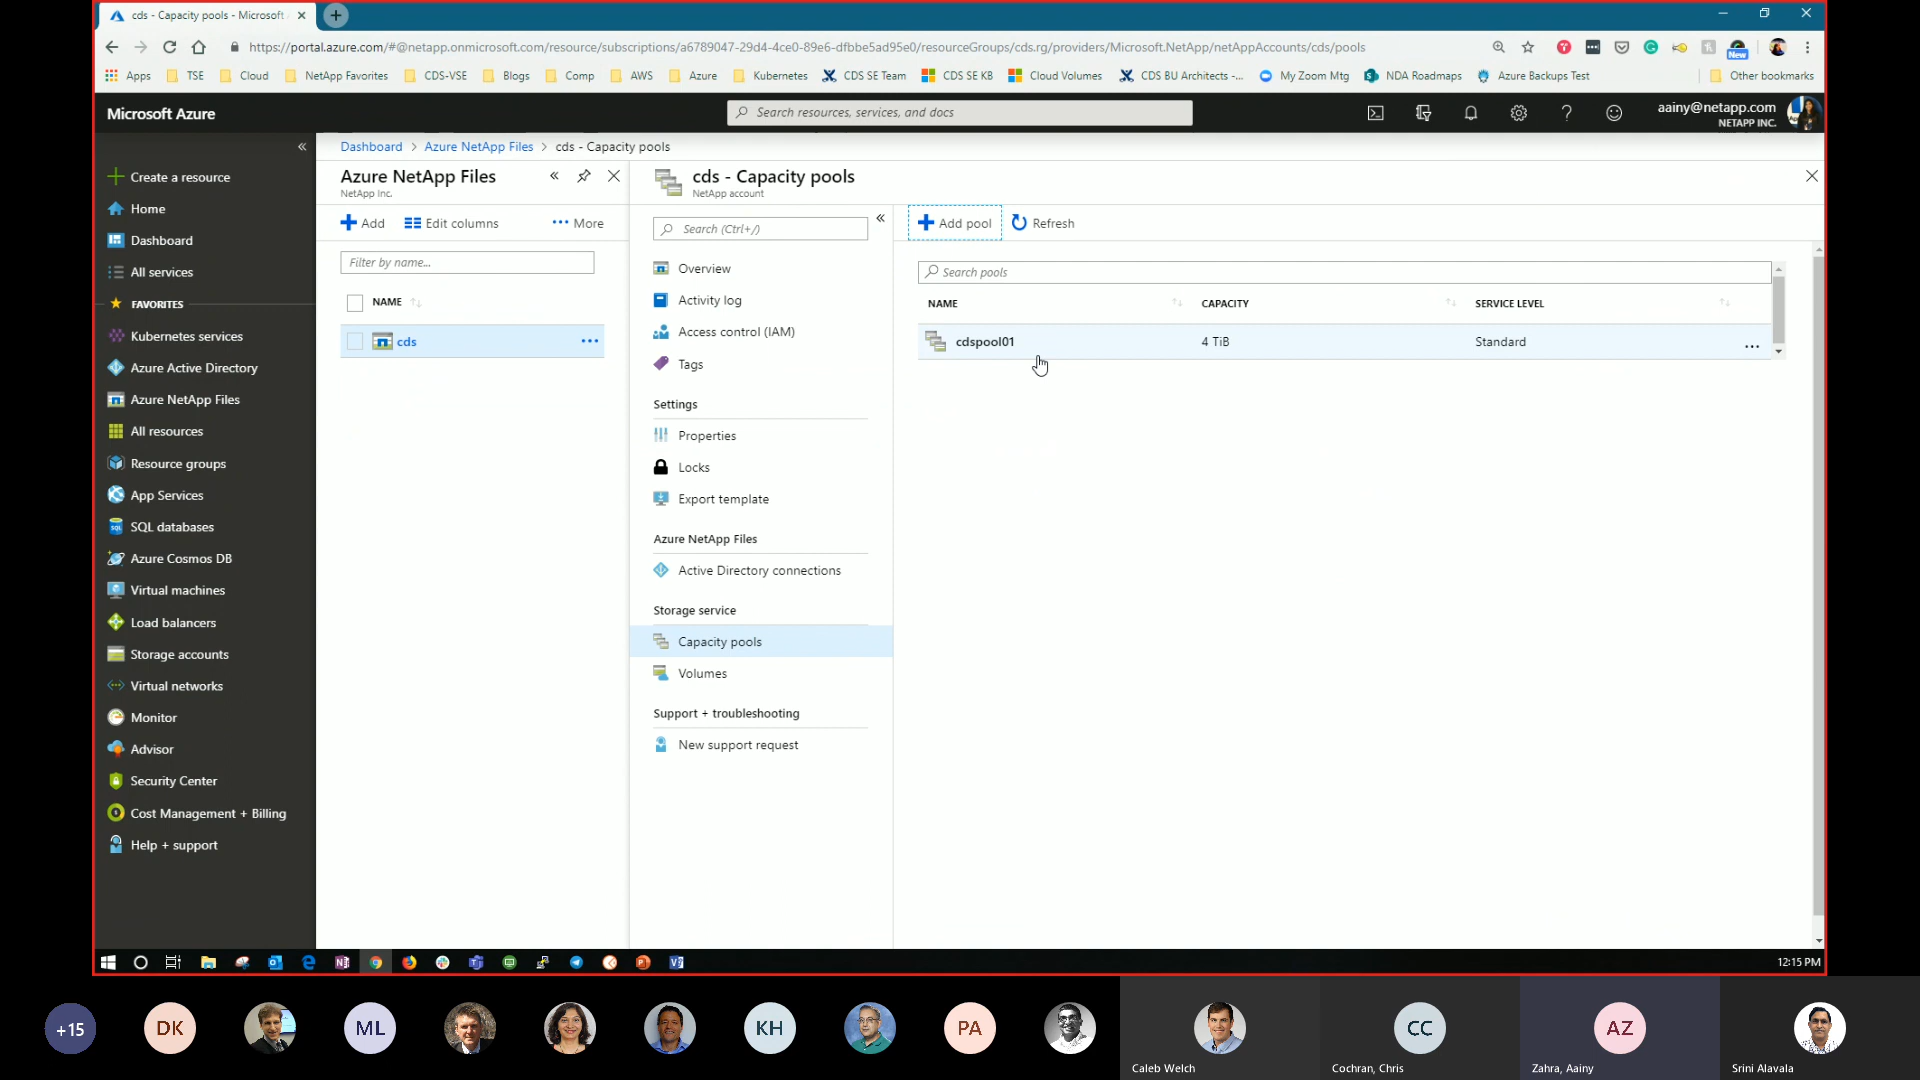 cds - Capacity pools - Microsoft
https://portal.azure.com/#@netapp.onmicrosoft.com/resource/subscriptions/a6789047-29d4-4ce0-89e6-dfbbe5ad95e0/resourceGroups/cds.rg/providers/Microsoft.NetApp/netAppAccounts/cds/pools
New
Apps TSE Cloud NetApp Favorites CDS-VSE Blogs Comp AWS Azure Kubernetes CDS SE Team CDS SE KB Cloud Volumes CDS BU Architects -... My Zoom Mtg NDA Roadmaps Azure Backups Test Other bookmarks
Microsoft Azure
Search resources, services, and docs
aainy@netapp.com
NETAPP INC.
Create a resource
Home
Dashboard
All services
FAVORITES
Kubernetes services
Azure Active Directory
Azure NetApp Files
All resources
Resource groups
App Services
SQL databases
Azure Cosmos DB
Virtual machines
Load balancers
Storage accounts
Virtual networks
Monitor
Advisor
Security Center
Cost Management + Billing
Help + support
Dashboard > Azure NetApp Files > cds - Capacity pools
Azure NetApp Files
NetApp Inc.
Add Edit columns More
Filter by name...
NAME
cds
cds - Capacity pools
NetApp account
Search (Ctrl+/)
Overview
Activity log
Access control (IAM)
Tags
Settings
Properties
Locks
Export template
Azure NetApp Files
Active Directory connections
Storage service
Capacity pools
Volumes
Support + troubleshooting
New support request
Add pool Refresh
Search pools
NAME CAPACITY SERVICE LEVEL
cdspool01 4 TiB Standard
12:15 PM
+15 DK ML KH PA CC AZ
Caleb Welch Cochran, Chris Zahra, Aainy Srini Alavala